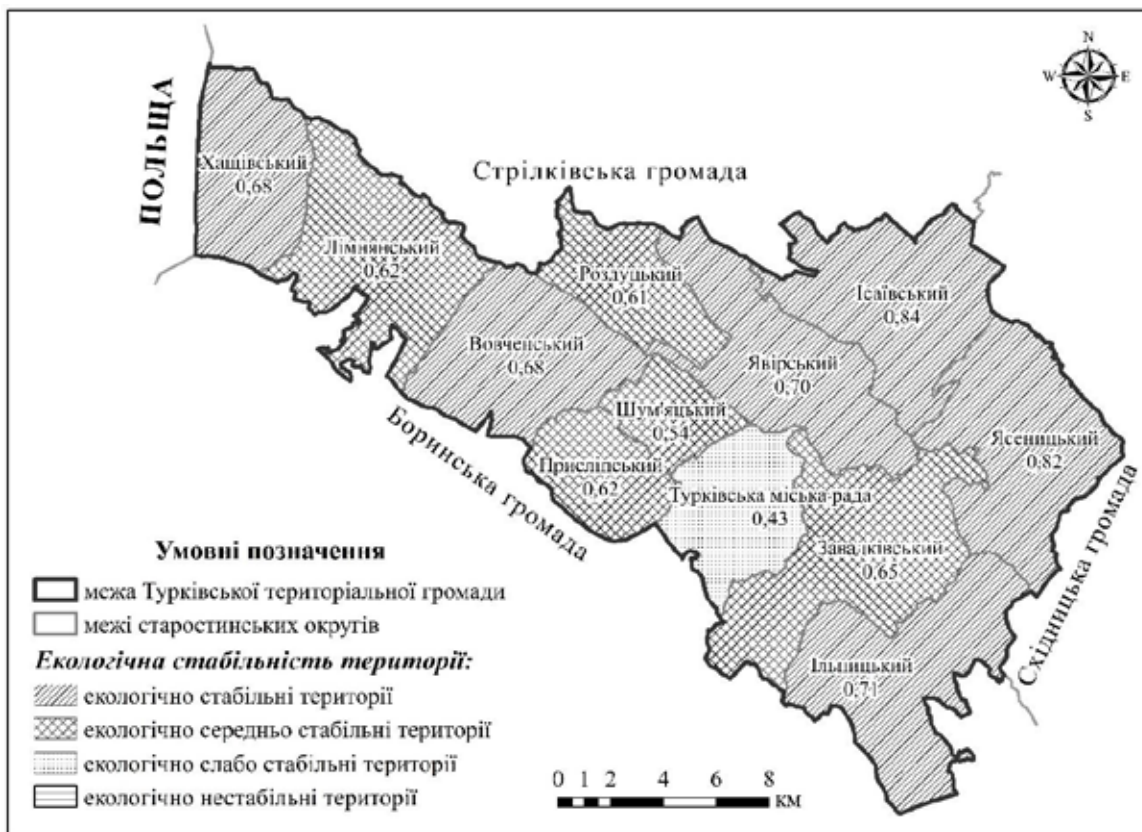 N
W E
S
ПОЛЬЩА
Стрілківська громада
Хащівський
0,68
Лімнянський
0,62
Розлуцький
0,61
Ісаївський
0,84
Вовченський
0,68
Явірський
0,70
Шум'яцький
0,54
Ясеницький
0,82
Присліпський
0,62
Турківська міська рада
0,43
Завадківський
0,65
Ільницький
0,71
Боринська громада
Східницька громада
Умовні позначення
межа Турківської територіальної громади
межі старостинських округів
Екологічна стабільність території:
екологічно стабільні території
екологічно середньо стабільні території
екологічно слабо стабільні території
екологічно нестабільні території
0 1 2 4 6 8
км